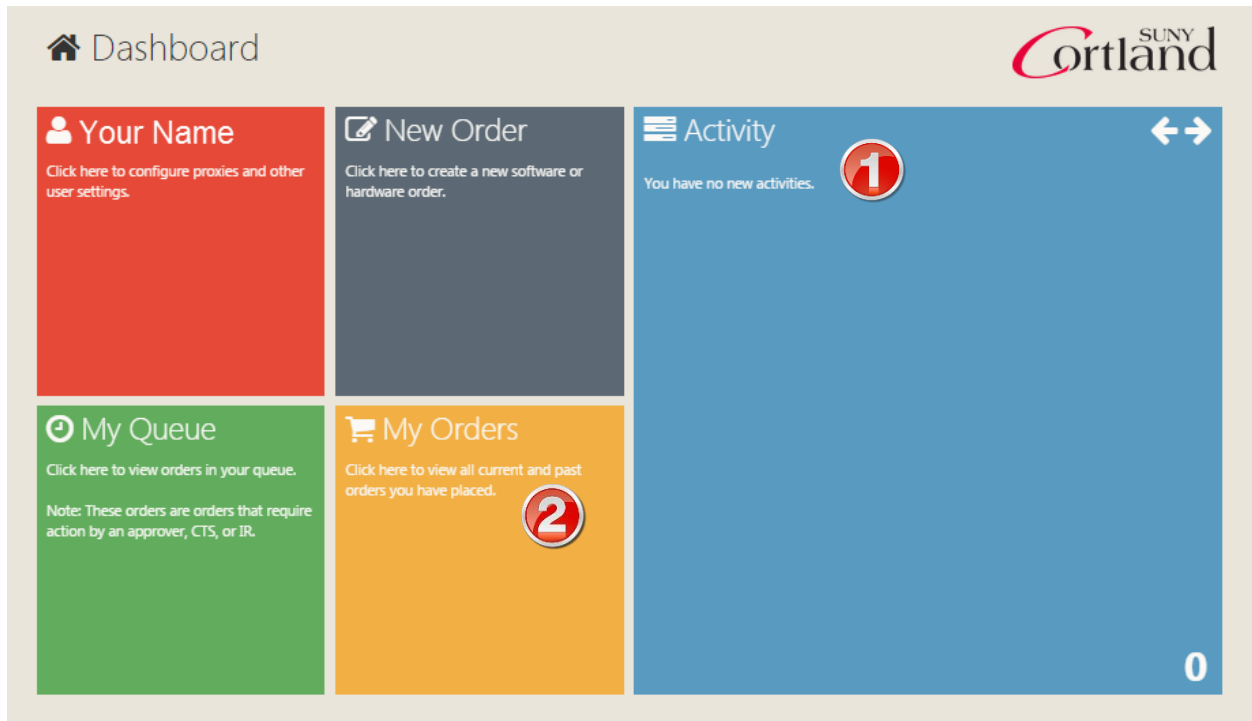 Dashboard
SUNY
Cortland
Your Name
Click here to configure proxies and other
user settings.
New Order
Click here to create a new software or
hardware order.
Activity
You have no new activities.
1
My Queue
Click here to view orders in your queue.
Note: These orders are orders that require
action by an approver, CTS, or IR.
My Orders
Click here to view all current and past
orders you have placed.
2
0